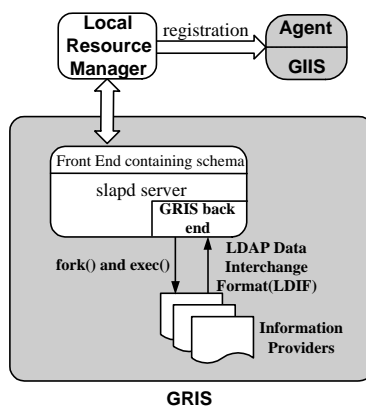 Local
Resource
Manager
registration
Agent
GIIS
Front End containing schema
slapd server
GRIS back
end
fork() and exec()
LDAP Data
Interchange
Format(LDIF)
Information
Providers
GRIS